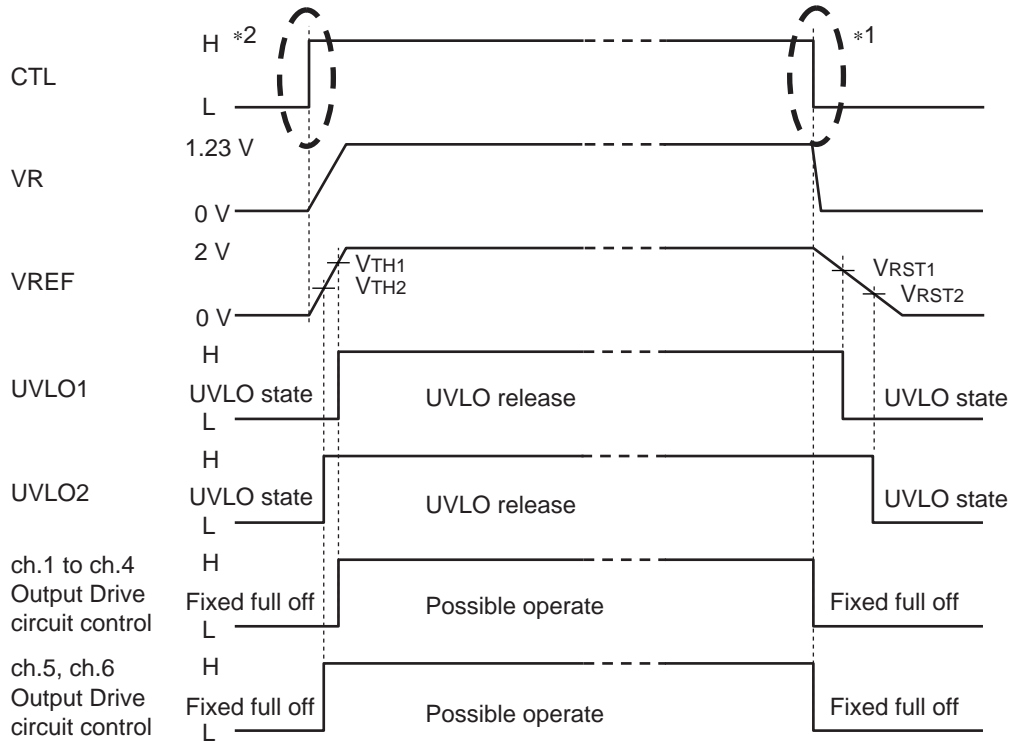 H *2 *1
CTL
L
1.23 V
VR
0 V
2 V
VTH1 VRST1
VREF
VTH2 VRST2
0 V
H
UVLO1 UVLO state UVLO release UVLO state
L
H
UVLO2 UVLO state UVLO release UVLO state
L
ch.1 to ch.4 H
Output Drive Fixed full off Possible operate Fixed full off
circuit control L
ch.5, ch.6 H
Output Drive Fixed full off Possible operate Fixed full off
circuit control L